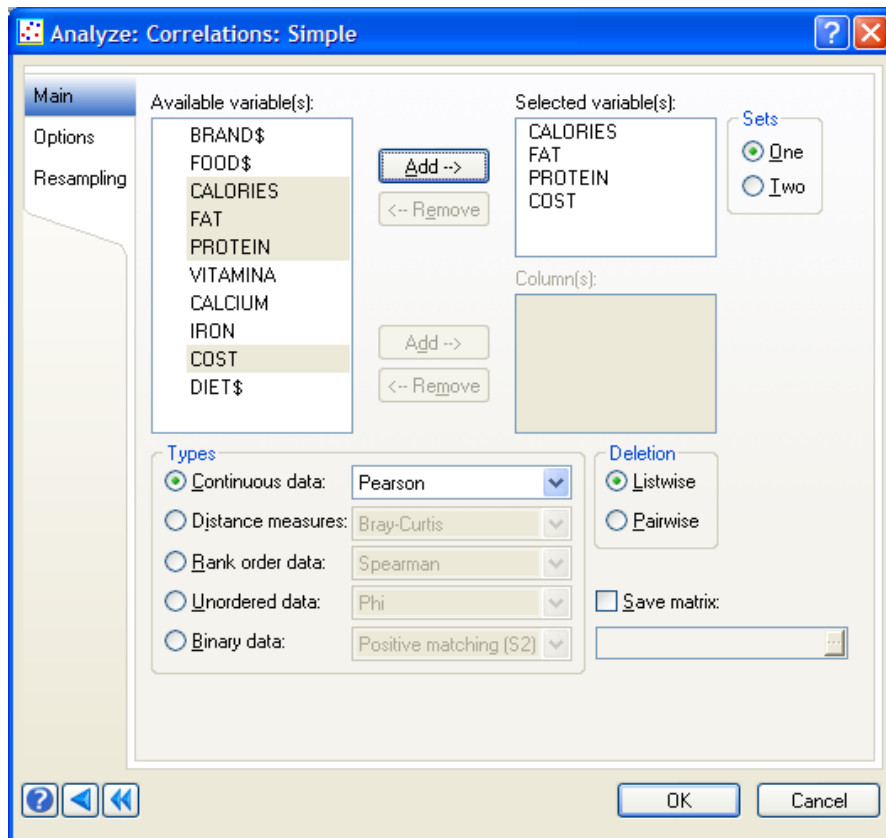 Analyze: Correlations: Simple
Main
Options
Resampling
Available variable(s):
BRAND$
FOOD$
CALORIES
FAT
PROTEIN
VITAMINA
CALCIUM
IRON
COST
DIET$
Add -->
<-- Remove
Selected variable(s):
CALORIES
FAT
PROTEIN
COST
Sets
One
Two
Column(s):
Add -->
<-- Remove
Types
Continuous data: Pearson
Distance measures: Bray-Curtis
Rank order data: Spearman
Unordered data: Phi
Binary data: Positive matching (S2)
Deletion
Listwise
Pairwise
Save matrix:
...
OK
Cancel